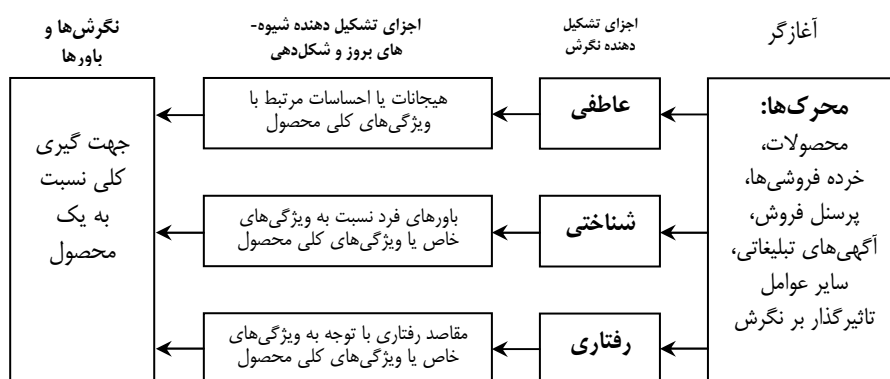 آغازگر
اجزای تشکیل
دهنده نگرش
اجزای تشکیل دهنده شیوه-
های بروز و شکل‌دهی
نگرش‌ها و
باورها
محرک‌ها:
محصولات،
خرده فروشی‌ها،
پرسنل فروش،
آگهی‌های تبلیغاتی،
سایر عوامل
تاثیرگذار بر نگرش
عاطفی
هیجانات یا احساسات مرتبط با
ویژگی‌های کلی محصول
شناختی
باورهای فرد نسبت به ویژگی‌های
خاص یا ویژگی‌های کلی محصول
رفتاری
مقاصد رفتاری با توجه به ویژگی‌های
خاص یا ویژگی‌های کلی محصول
جهت گیری
کلی نسبت
به یک
محصول